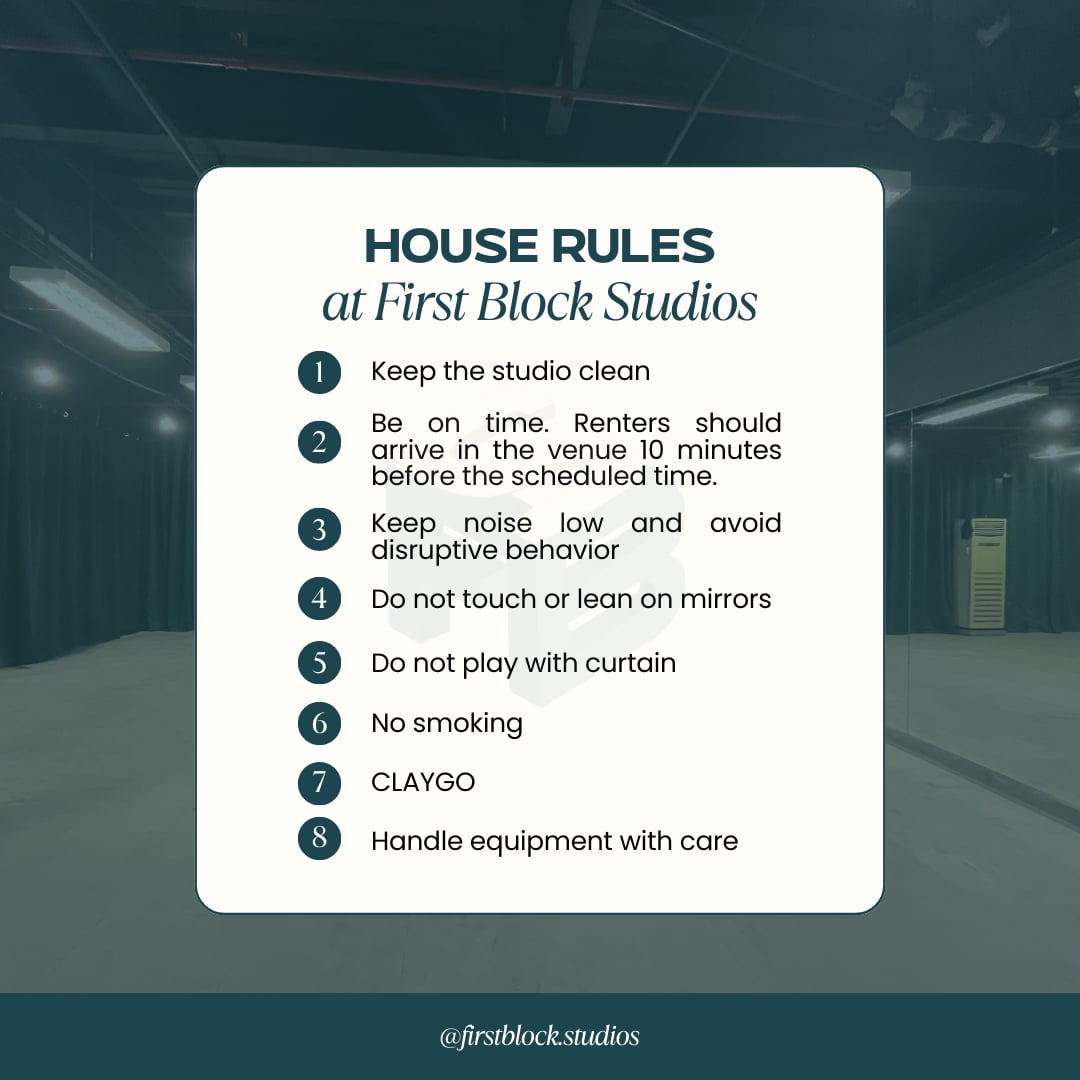 HOUSE RULES
at First Block Studios
1 Keep the studio clean
2 Be on time. Renters should
arrive in the venue 10 minutes
before the scheduled time.
3 Keep noise low and avoid
disruptive behavior
4 Do not touch or lean on mirrors
5 Do not play with curtain
6 No smoking
7 CLAYGO
8 Handle equipment with care
@firstblock.studios